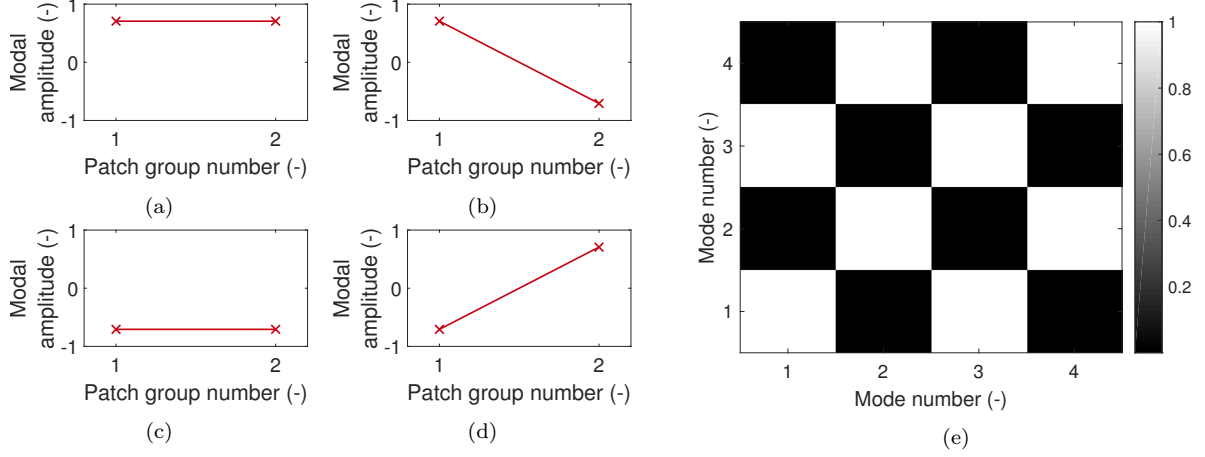 1
0
-1
Modal
amplitude (-)
1
2
Patch group number (-)
(a)
1
0
-1
Modal
amplitude (-)
1
2
Patch group number (-)
(b)
1
0
-1
Modal
amplitude (-)
1
2
Patch group number (-)
(c)
1
0
-1
Modal
amplitude (-)
1
2
Patch group number (-)
(d)
4
3
2
1
Mode number (-)
1
2
3
4
Mode number (-)
1
0.8
0.6
0.4
0.2
(e)